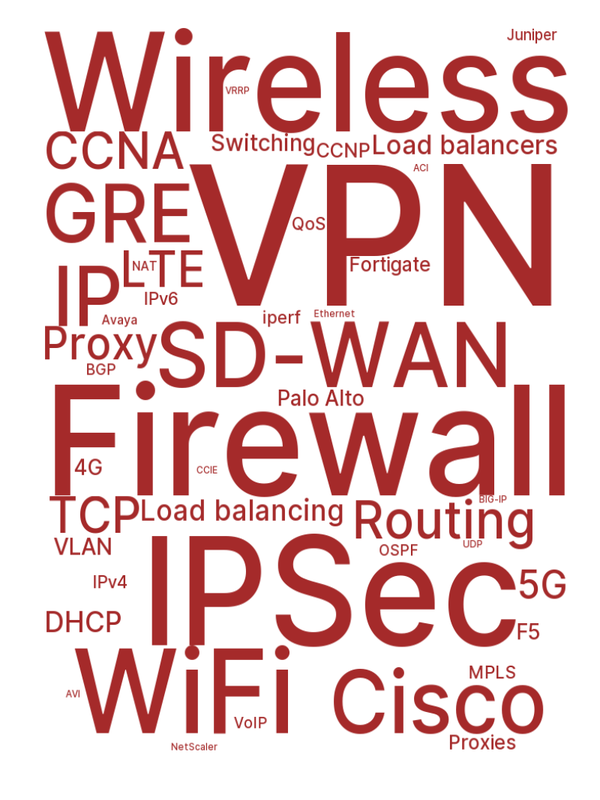 Juniper
Wireless
VRRP
CCNA
Switching
CCNP
Load balancers
ACI
GRE
VPN
QoS
Fortigate
LTE
NAT
IP
IPv6
Avaya
iperf
Ethernet
Proxy
SD-WAN
BGP
Palo Alto
Firewall
4G
CCIE
BIG-IP
TCP
Load balancing
Routing
VLAN
OSPF
UDP
IPSec
IPv4
5G
DHCP
F5
WiFi
AVI
VoIP
MPLS
Cisco
Proxies
NetScaler